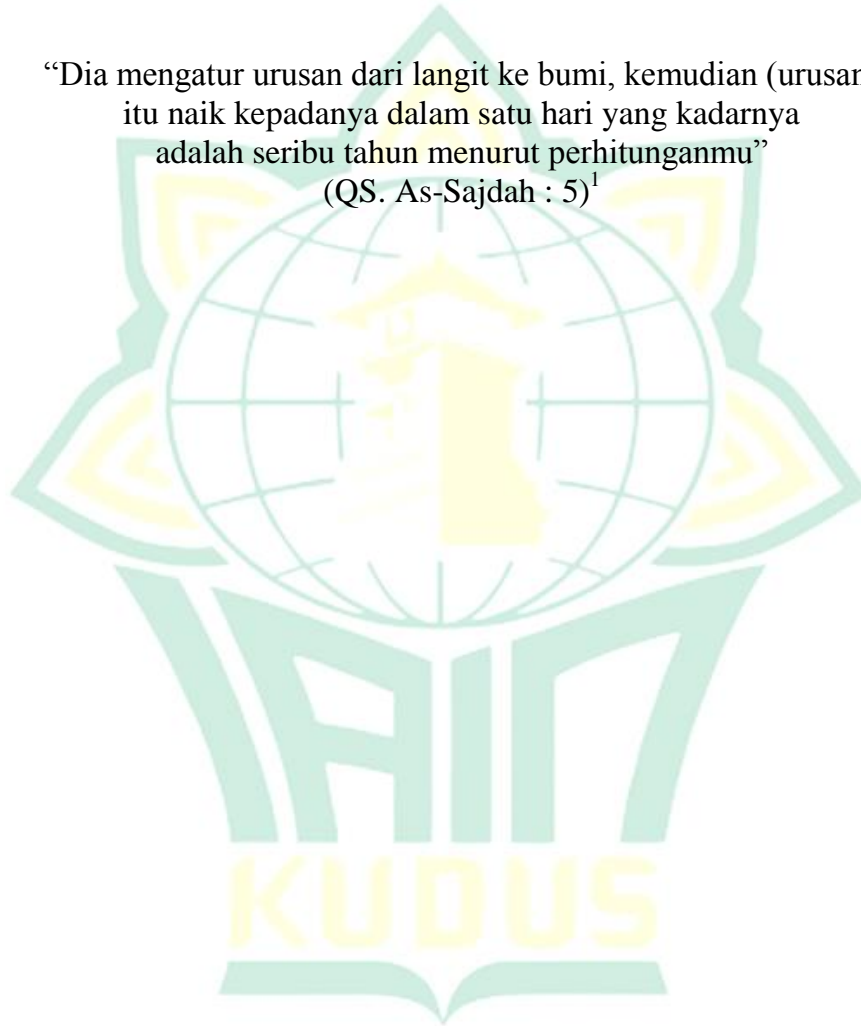 “Dia mengatur urusan dari langit ke bumi, kemudian (urusan
itu naik kepadanya dalam satu hari yang kadarnya
adalah seribu tahun menurut perhitunganmu”
(QS. As-Sajdah : 5)¹
IAIN
KUDUS